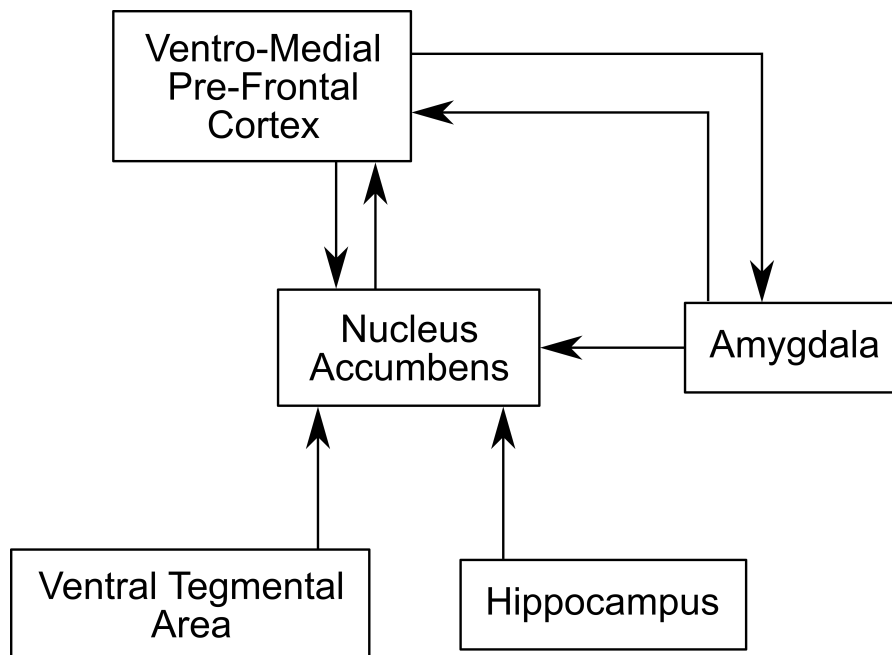 Ventro-Medial
Pre-Frontal
Cortex
Nucleus
Accumbens
Amygdala
Ventral Tegmental
Area
Hippocampus